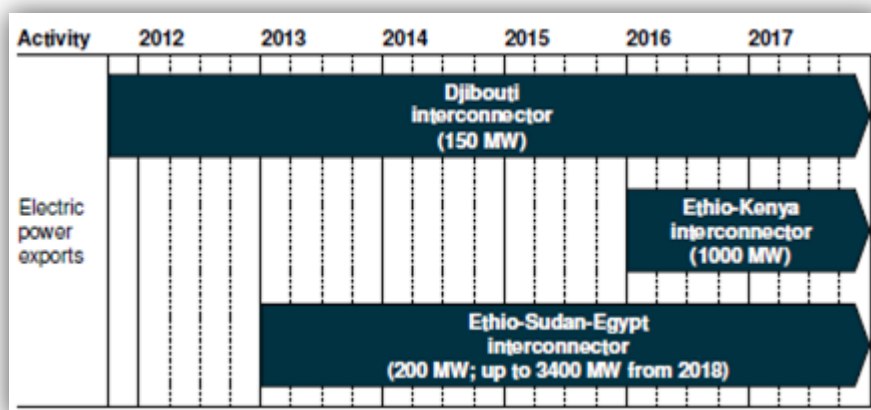 Activity 2012 2013 2014 2015 2016 2017
Djibouti
interconnector
(150 MW)
Electric
power
exports
Ethio-Kenya
interconnector
(1000 MW)
Ethio-Sudan-Egypt
interconnector
(200 MW; up to 3400 MW from 2018)